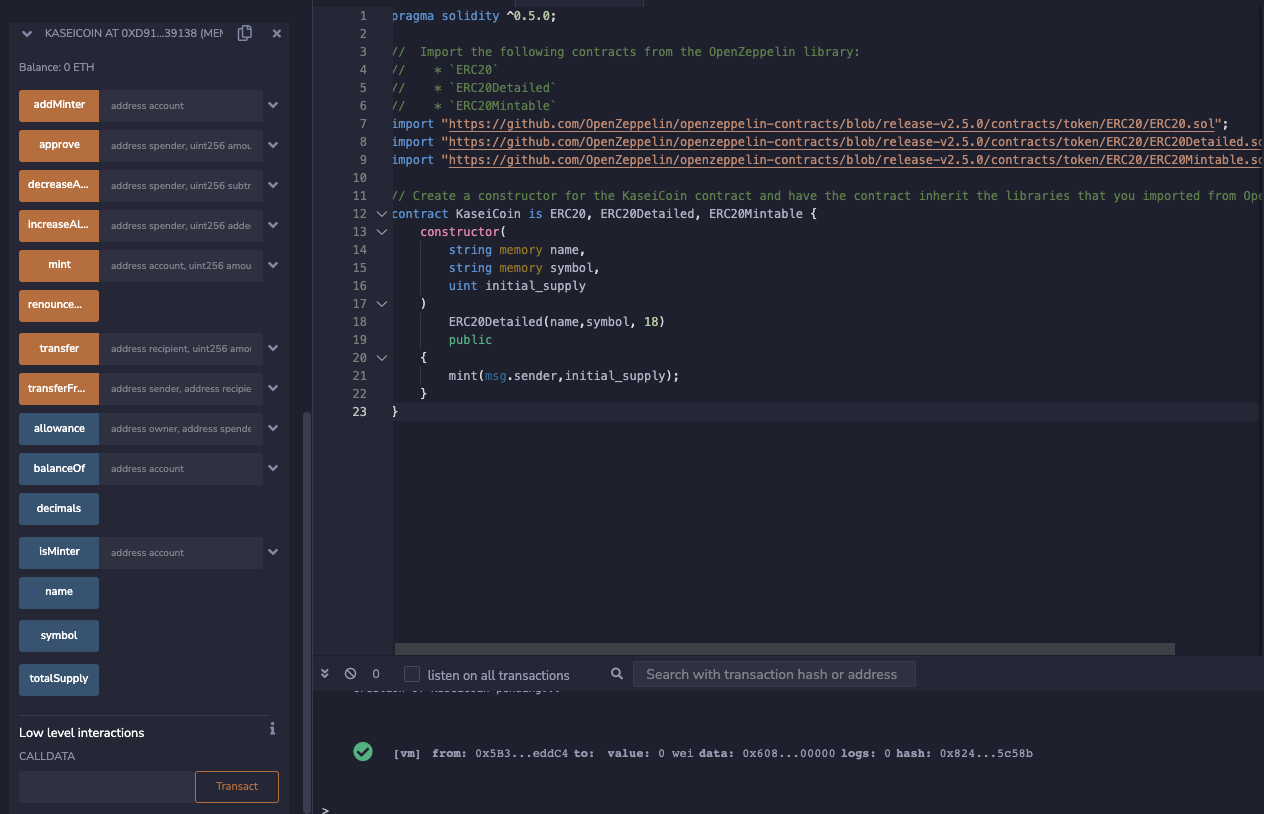 KASEICOIN AT 0XD91...39138 (MEM
Balance: 0 ETH
addMinter address account
approve address spender, uint256 amou
decreaseA... address spender, uint256 subtr
increaseAl... address spender, uint256 adde
mint address account, uint256 amou
renounce...
transfer address recipient, uint256 amou
transferFr... address sender, address recipie
allowance address owner, address spende
balanceOf address account
decimals
isMinter address account
name
symbol
totalSupply
Low level interactions
CALLDATA
Transact
1 pragma solidity ^0.5.0;
2
3 //  Import the following contracts from the OpenZeppelin library:
4 //    * `ERC20`
5 //    * `ERC20Detailed`
6 //    * `ERC20Mintable`
7 import "https://github.com/OpenZeppelin/openzeppelin-contracts/blob/release-v2.5.0/contracts/token/ERC20/ERC20.sol";
8 import "https://github.com/OpenZeppelin/openzeppelin-contracts/blob/release-v2.5.0/contracts/token/ERC20/ERC20Detailed.so
9 import "https://github.com/OpenZeppelin/openzeppelin-contracts/blob/release-v2.5.0/contracts/token/ERC20/ERC20Mintable.so
10
11 // Create a constructor for the KaseiCoin contract and have the contract inherit the libraries that you imported from Ope
12 contract KaseiCoin is ERC20, ERC20Detailed, ERC20Mintable {
13     constructor(
14         string memory name,
15         string memory symbol,
16         uint initial_supply
17     )
18         ERC20Detailed(name,symbol, 18)
19         public
20     {
21         mint(msg.sender,initial_supply);
22     }
23 }
0 listen on all transactions Search with transaction hash or address
creation of KaseiCoin pending...
[vm] from: 0x5B3...eddC4 to: value: 0 wei data: 0x608...00000 logs: 0 hash: 0x824...5c58b
>